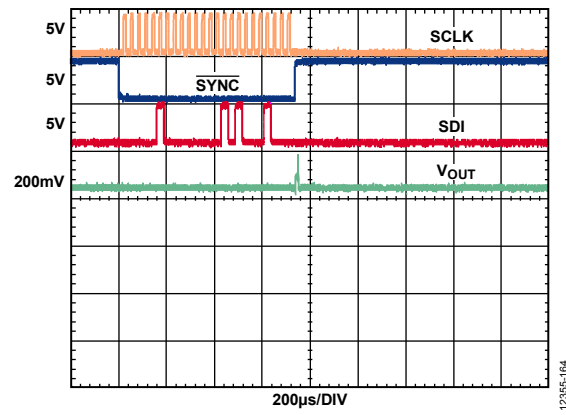 5V
SCLK
5V
SYNC
5V
SDI
200mV
VOUT
200µs/DIV
12355-164